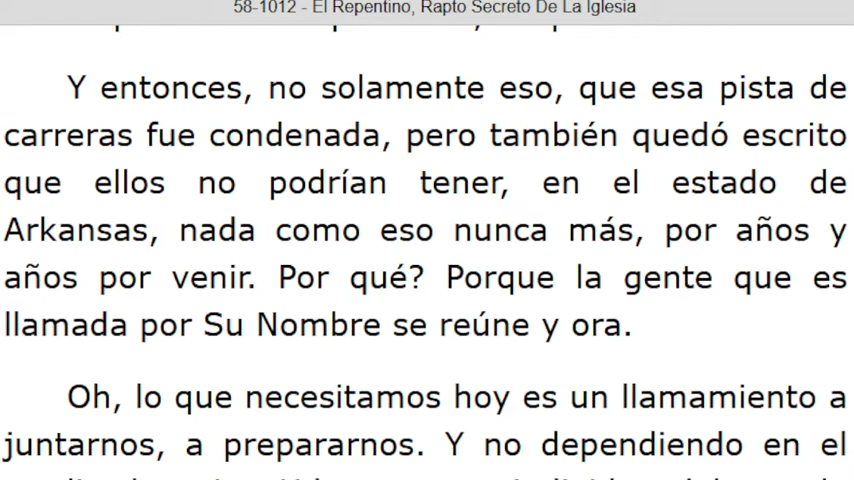 58-1012 - El Repentino, Rapto Secreto De La Iglesia
Y entonces, no solamente eso, que esa pista de
carreras fue condenada, pero también quedó escrito
que ellos no podrían tener, en el estado de
Arkansas, nada como eso nunca más, por años y
años por venir. Por qué? Porque la gente que es
llamada por Su Nombre se reúne y ora.
Oh, lo que necesitamos hoy es un llamamiento a
juntarnos, a prepararnos. Y no dependiendo en el